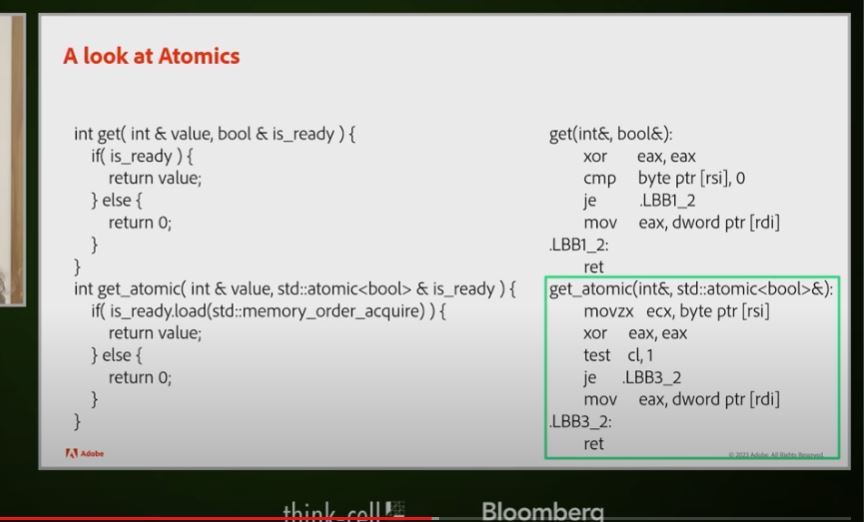 A look at Atomics
int get( int & value, bool & is_ready ) {
if( is_ready ) {
return value;
} else {
return 0;
}
}
int get_atomic( int & value, std::atomic<bool> & is_ready ) {
if( is_ready.load(std::memory_order_acquire) ) {
return value;
} else {
return 0;
}
}
get(int&, bool&):
xor eax, eax
cmp byte ptr [rsi], 0
je .LBB1_2
mov eax, dword ptr [rdi]
.LBB1_2:
ret
get_atomic(int&, std::atomic<bool>&):
movzx ecx, byte ptr [rsi]
xor eax, eax
test cl, 1
je .LBB3_2
mov eax, dword ptr [rdi]
.LBB3_2:
ret
Adobe
© 2023 Adobe. All Rights Reserved.
think-cell
Bloomberg